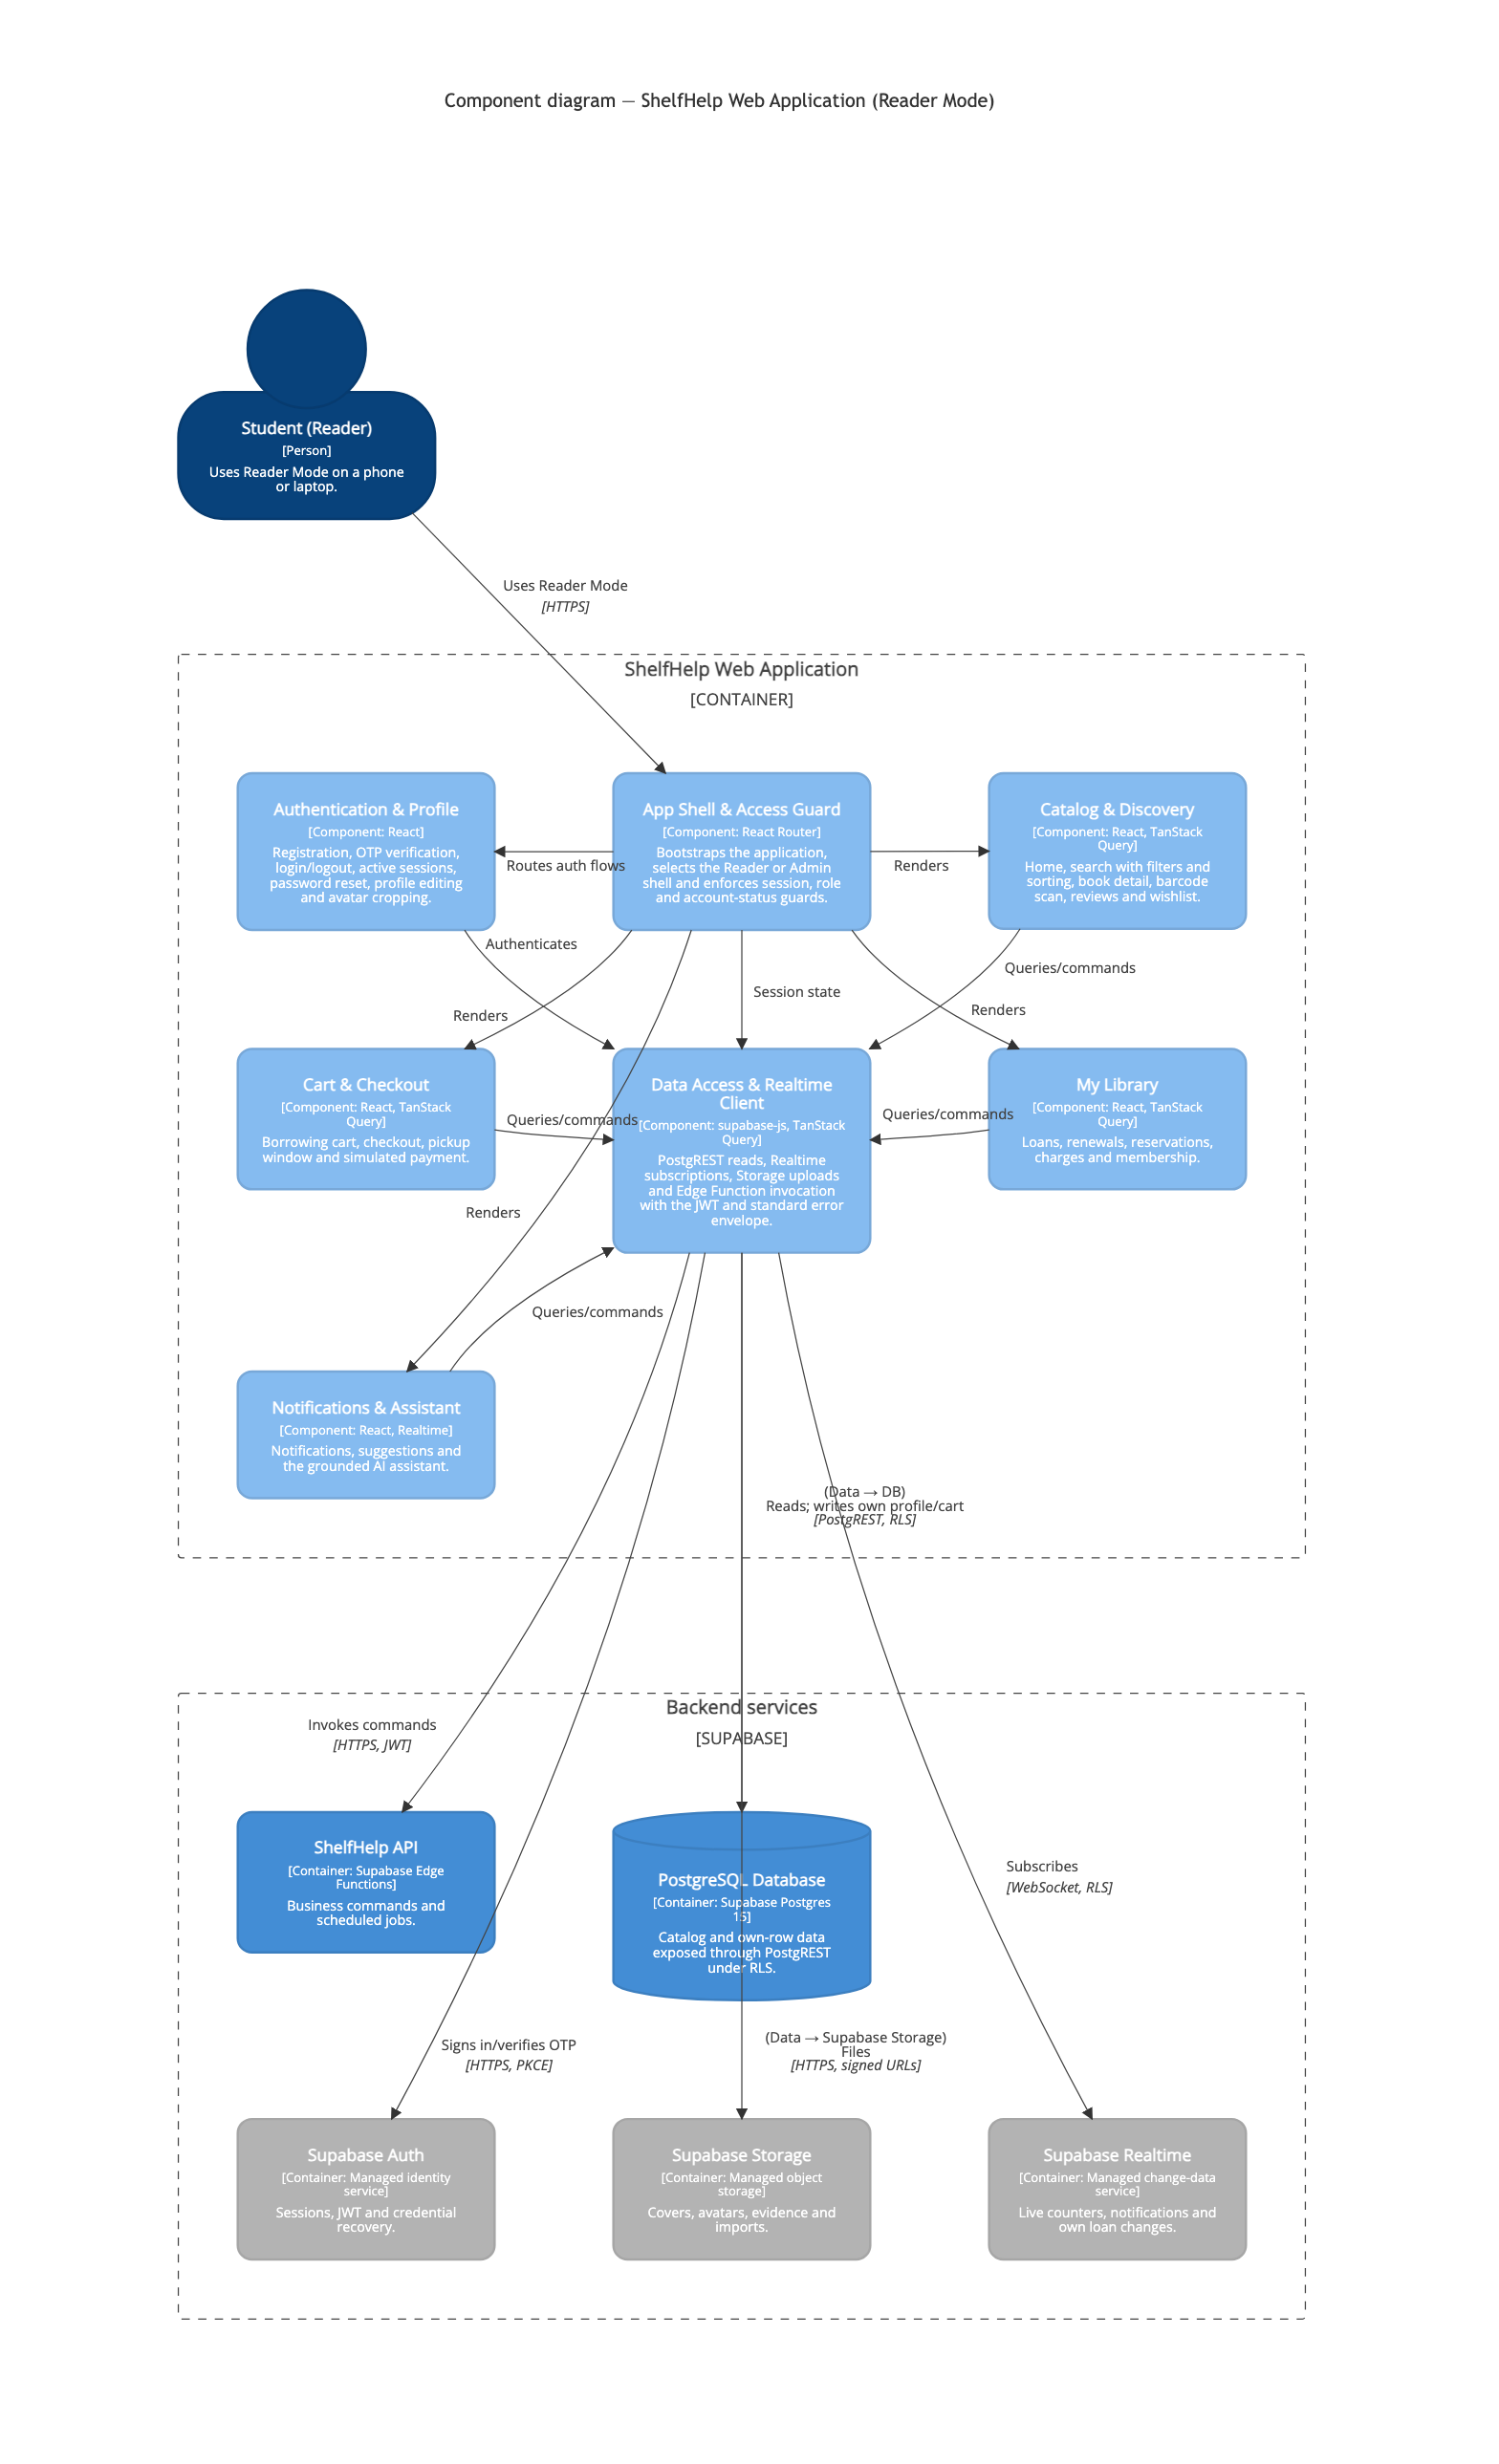 Component diagram — ShelfHelp Web Application (Reader Mode)
Student (Reader)
[Person]
Uses Reader Mode on a phone
or laptop.
Uses Reader Mode
[HTTPS]
ShelfHelp Web Application
[CONTAINER]
Authentication & Profile
[Component: React]
Registration, OTP verification,
login/logout, active sessions,
password reset, profile editing
and avatar cropping.
Routes auth flows
App Shell & Access Guard
[Component: React Router]
Bootstraps the application,
selects the Reader or Admin
shell and enforces session, role
and account-status guards.
Renders
Catalog & Discovery
[Component: React, TanStack
Query]
Home, search with filters and
sorting, book detail, barcode
scan, reviews and wishlist.
Authenticates
Renders
Session state
Renders
Queries/commands
Cart & Checkout
[Component: React, TanStack
Query]
Borrowing cart, checkout, pickup
window and simulated payment.
Queries/commands
Data Access & Realtime
Client
[Component: supabase-js, TanStack
Query]
PostgREST reads, Realtime
subscriptions, Storage uploads
and Edge Function invocation
with the JWT and standard error
envelope.
Queries/commands
My Library
[Component: React, TanStack
Query]
Loans, renewals, reservations,
charges and membership.
Renders
Queries/commands
Notifications & Assistant
[Component: React, Realtime]
Notifications, suggestions and
the grounded AI assistant.
(Data → DB)
Reads; writes own profile/cart
[PostgREST, RLS]
Backend services
[SUPABASE]
Invokes commands
[HTTPS, JWT]
ShelfHelp API
[Container: Supabase Edge
Functions]
Business commands and
scheduled jobs.
PostgreSQL Database
[Container: Supabase Postgres
15]
Catalog and own-row data
exposed through PostgREST
under RLS.
Subscribes
[WebSocket, RLS]
Signs in/verifies OTP
[HTTPS, PKCE]
(Data → Supabase Storage)
Files
[HTTPS, signed URLs]
Supabase Auth
[Container: Managed identity
service]
Sessions, JWT and credential
recovery.
Supabase Storage
[Container: Managed object
storage]
Covers, avatars, evidence and
imports.
Supabase Realtime
[Container: Managed change-data
service]
Live counters, notifications and
own loan changes.